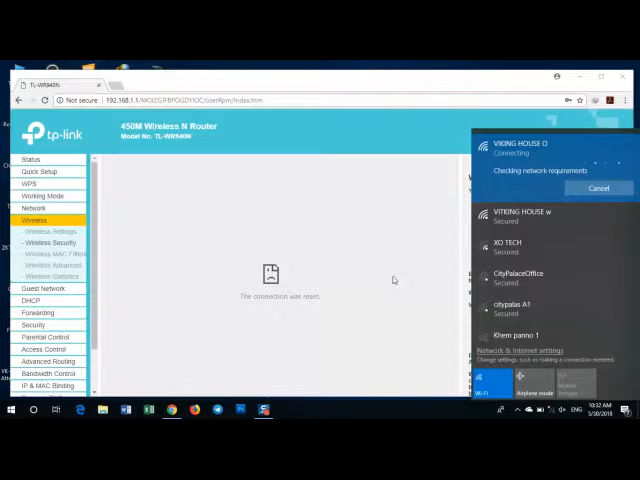 TL-WR940N
Not secure
192.168.1.1/MOIZGJFBPOGDYIOC/userRpm/Index.htm
tp-link
450M Wireless N Router
Model No. TL-WR940N
Status
Quick Setup
WPS
Working Mode
Network
Wireless
- Wireless Settings
- Wireless Security
- Wireless MAC Filterin
- Wireless Advanced
- Wireless Statistics
Guest Network
DHCP
Forwarding
Security
Parental Control
Access Control
Advanced Routing
Bandwidth Control
IP & MAC Binding
The connection was reset.
VIKING HOUSE O
Connecting
Checking network requirements
Cancel
VITKING HOUSE w
Secured
XO TECH
Secured
CityPalaceOffice
Secured
citypalas A1
Secured
Khem panno 1
Network & Internet settings
Change settings, such as making a connection metered.
Wi-Fi
Airplane mode
Mobile
hotspot
ENG
10:32 AM
5/30/2018